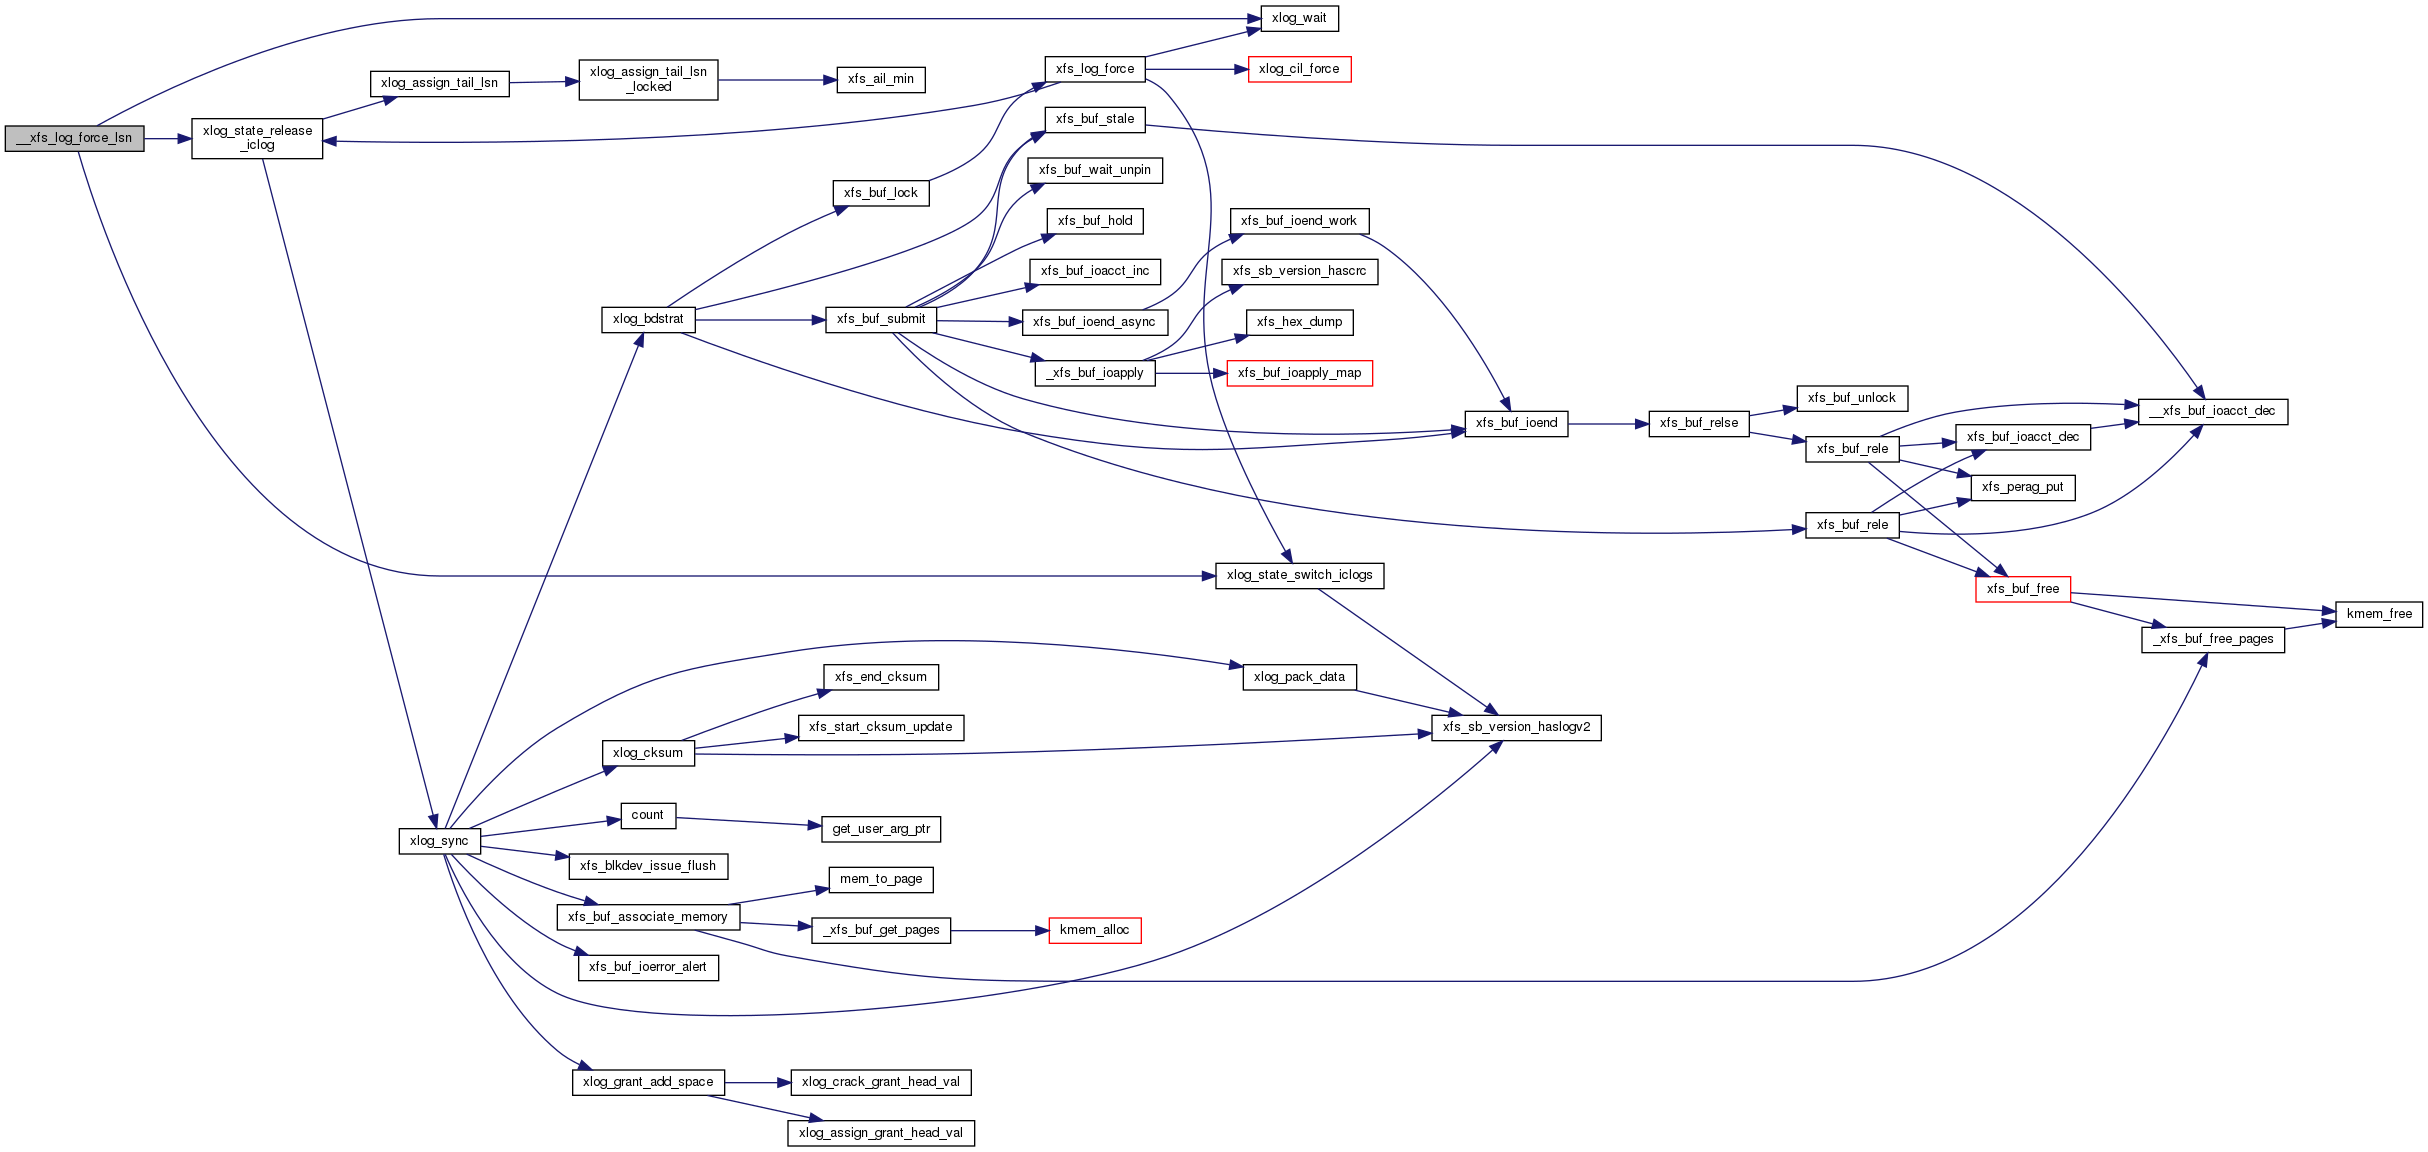 xlog_wait
xfs_log_force
xlog_cil_force
xlog_assign_tail_lsn
xlog_assign_tail_lsn
_locked
xfs_ail_min
xfs_buf_stale
__xfs_log_force_lsn
xlog_state_release
_iclog
xfs_buf_wait_unpin
xfs_buf_lock
xfs_buf_hold
xfs_buf_ioend_work
xfs_buf_ioacct_inc
xfs_sb_version_hascrc
xlog_bdstrat
xfs_buf_submit
xfs_buf_ioend_async
xfs_hex_dump
_xfs_buf_ioapply
xfs_buf_ioapply_map
xfs_buf_unlock
xfs_buf_ioend
xfs_buf_relse
__xfs_buf_ioacct_dec
xfs_buf_rele
xfs_buf_ioacct_dec
xfs_perag_put
xfs_buf_rele
xlog_state_switch_iclogs
xfs_buf_free
kmem_free
_xfs_buf_free_pages
xfs_end_cksum
xlog_pack_data
xfs_start_cksum_update
xfs_sb_version_haslogv2
xlog_cksum
count
get_user_arg_ptr
xlog_sync
xfs_blkdev_issue_flush
mem_to_page
xfs_buf_associate_memory
_xfs_buf_get_pages
kmem_alloc
xfs_buf_ioerror_alert
xlog_grant_add_space
xlog_crack_grant_head_val
xlog_assign_grant_head_val